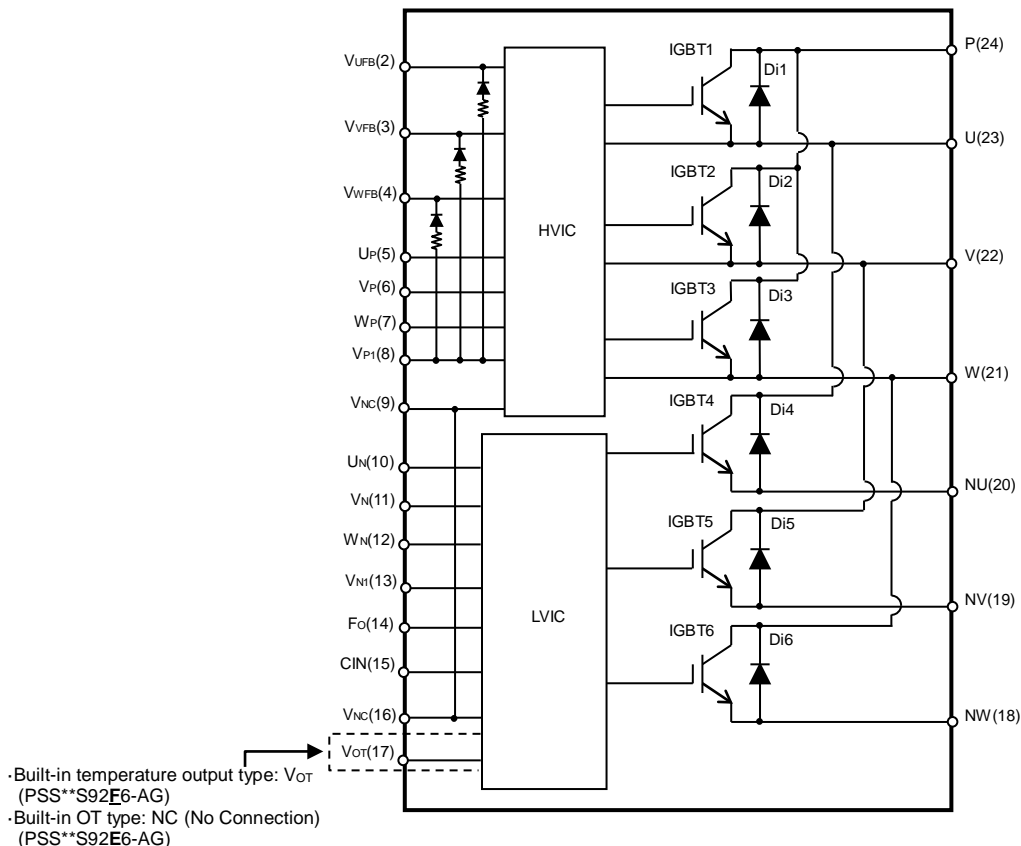 VUFB(2)
VVFB(3)
VWFB(4)
UP(5)
VP(6)
WP(7)
VP1(8)
VNC(9)
UN(10)
VN(11)
WN(12)
VN1(13)
FO(14)
CIN(15)
VNC(16)
VOT(17)
HVIC
LVIC
IGBT1
Di1
IGBT2
Di2
IGBT3
Di3
IGBT4
Di4
IGBT5
Di5
IGBT6
Di6
P(24)
U(23)
V(22)
W(21)
NU(20)
NV(19)
NW(18)
·Built-in temperature output type: VOT
(PSS**S92F6-AG)
·Built-in OT type: NC (No Connection)
(PSS**S92E6-AG)